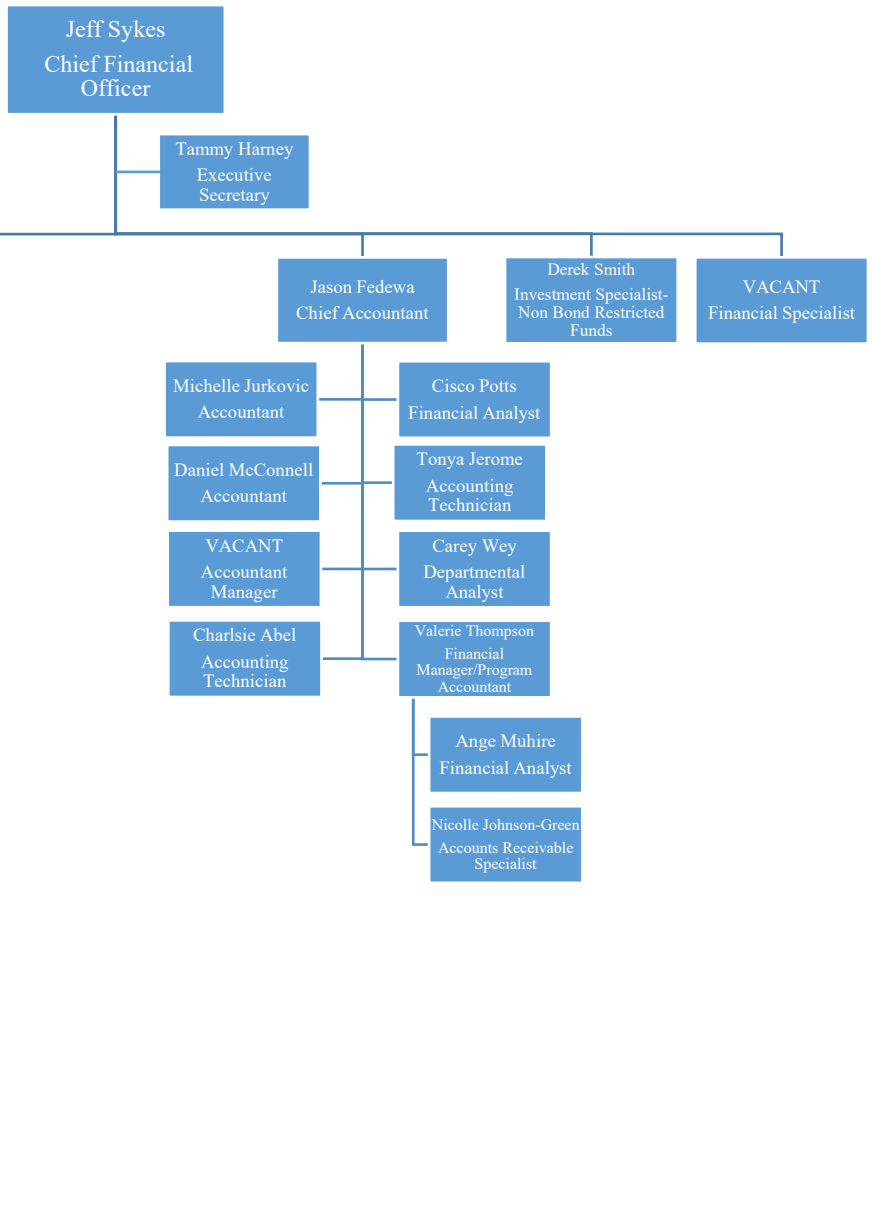 Jeff Sykes
Chief Financial
Officer
Tammy Harney
Executive
Secretary
Jason Fedewa
Chief Accountant
Derek Smith
Investment Specialist-
Non Bond Restricted
Funds
VACANT
Financial Specialist
Michelle Jurkovic
Accountant
Cisco Potts
Financial Analyst
Daniel McConnell
Accountant
Tonya Jerome
Accounting
Technician
VACANT
Accountant
Manager
Carey Wey
Departmental
Analyst
Charlsie Abel
Accounting
Technician
Valerie Thompson
Financial
Manager/Program
Accountant
Ange Muhire
Financial Analyst
Nicolle Johnson-Green
Accounts Receivable
Specialist